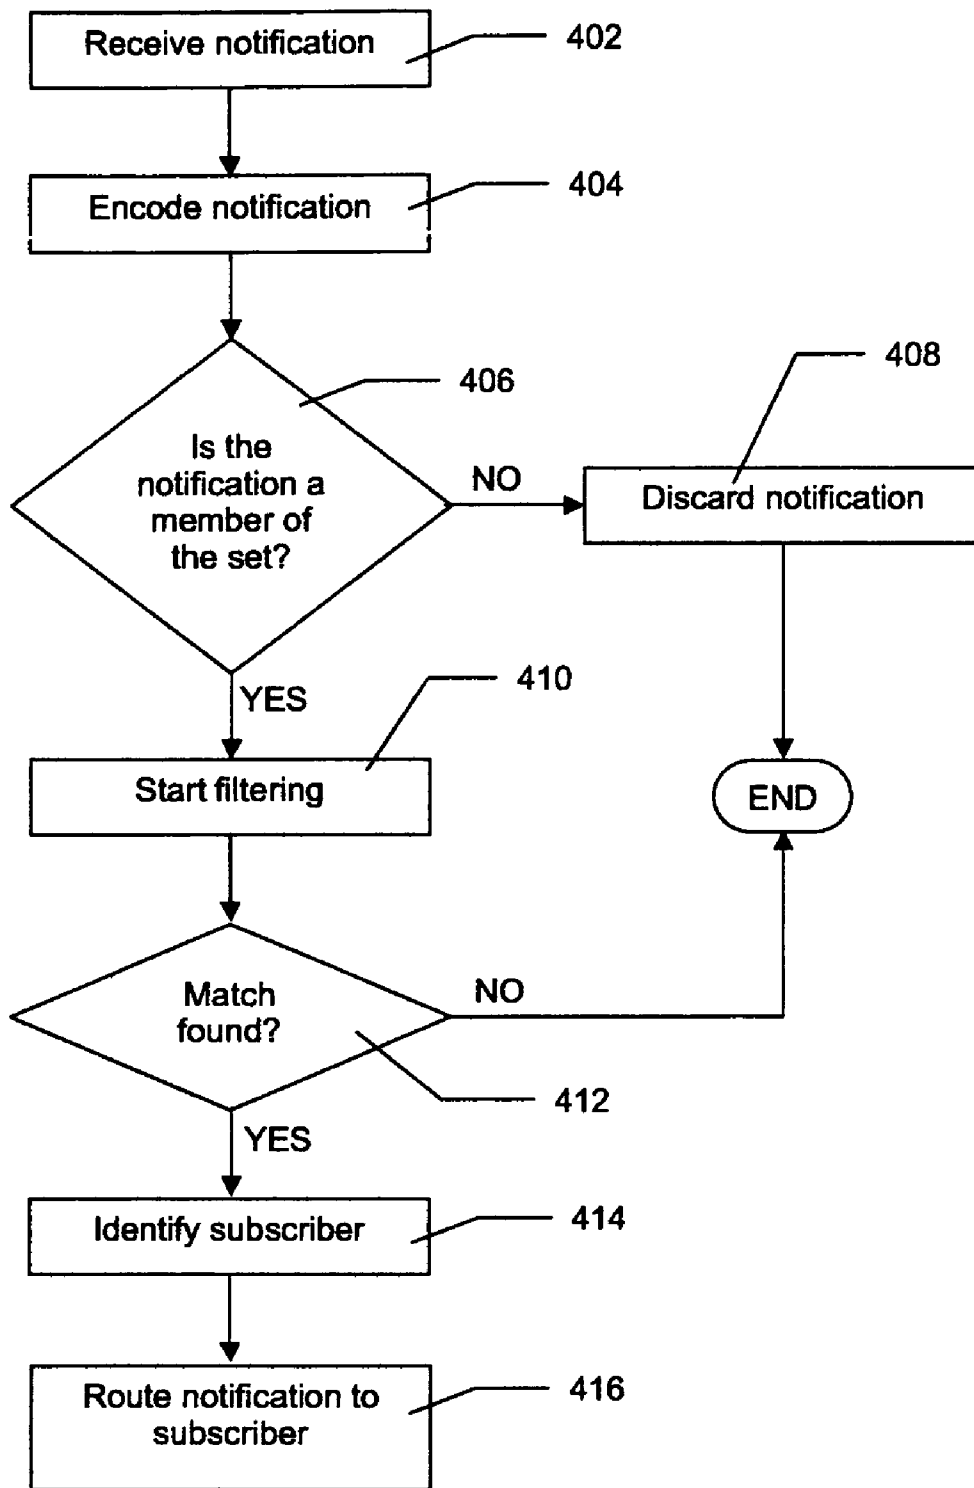 Receive notification
402
Encode notification
404
406
Is the
notification a
member of
the set?
NO
408
Discard notification
YES
410
Start filtering
END
Match
found?
NO
412
YES
Identify subscriber
414
Route notification to
subscriber
416